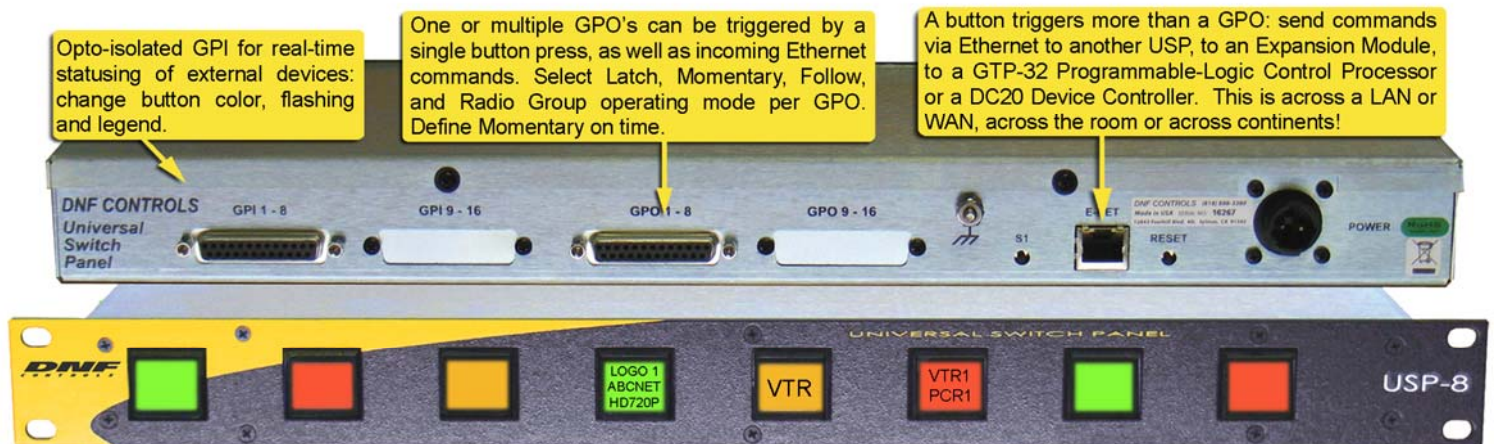 Opto-isolated GPI for real-time
statusing of external devices:
change button color, flashing
and legend.
One or multiple GPO's can be triggered by a
single button press, as well as incoming Ethernet
commands. Select Latch, Momentary, Follow,
and Radio Group operating mode per GPO.
Define Momentary on time.
A button triggers more than a GPO: send commands
via Ethernet to another USP, to an Expansion Module,
to a GTP-32 Programmable-Logic Control Processor
or a DC20 Device Controller. This is across a LAN or
WAN, across the room or across continents!
DNF CONTROLS
Universal
Switch
Panel
GPI 1 - 8
GPI 9 - 16
GPO 1 - 8
GPO 9 - 16
S1
E-NET
RESET
DNF CONTROLS
Made in USA
16267
POWER
RoHS
DNF
CONTROLS
UNIVERSAL SWITCH PANEL
LOGO 1
ABCNET
HD720P
VTR
VTR1
PCR1
USP-8